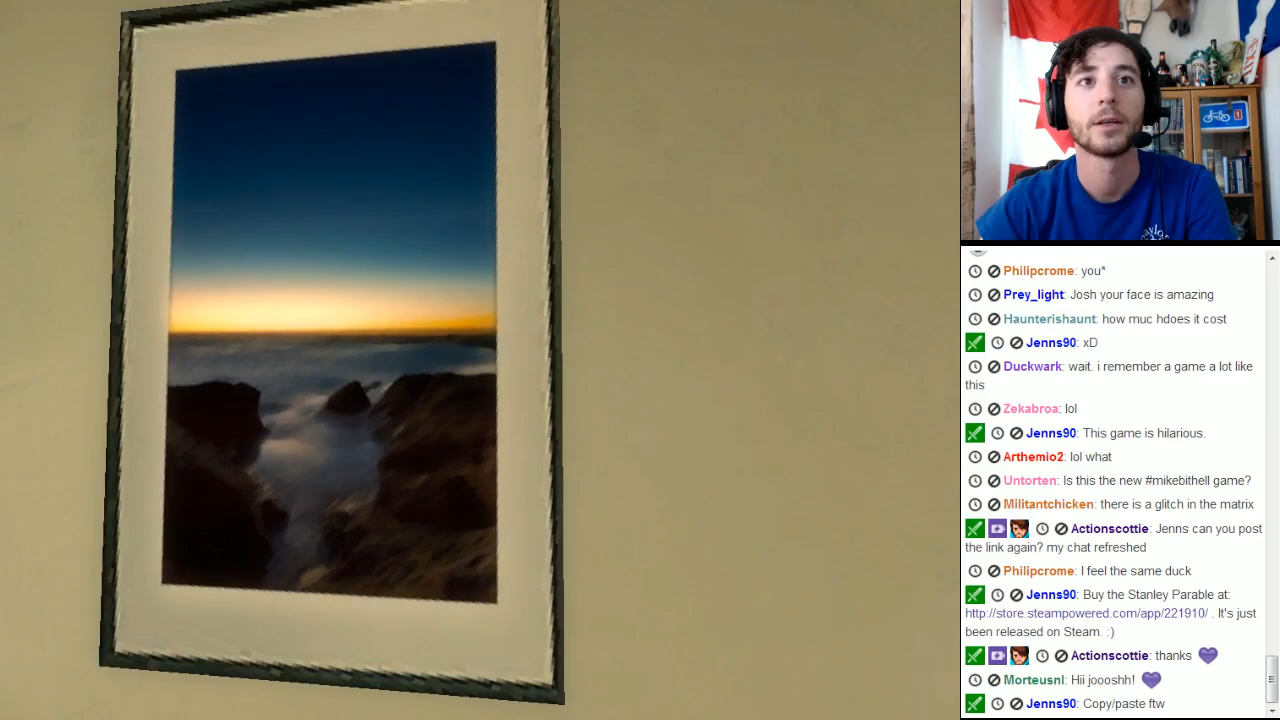 Philipcrome: you*
Prey_light: Josh your face is amazing
Haunterishaunt: how muc hdoes it cost
Jenns90: xD
Duckwark: wait. i remember a game a lot like
this
Zekabroa: lol
Jenns90: This game is hilarious.
Arthemio2: lol what
Untorten: Is this the new #mikebithell game?
Militantchicken: there is a glitch in the matrix
Actionscottie: Jenns can you post
the link again? my chat refreshed
Philipcrome: I feel the same duck
Jenns90: Buy the Stanley Parable at:
http://store.steampowered.com/app/221910/ . It's just
been released on Steam. :)
Actionscottie: thanks
Morteusnl: Hii joooshh!
Jenns90: Copy/paste ftw